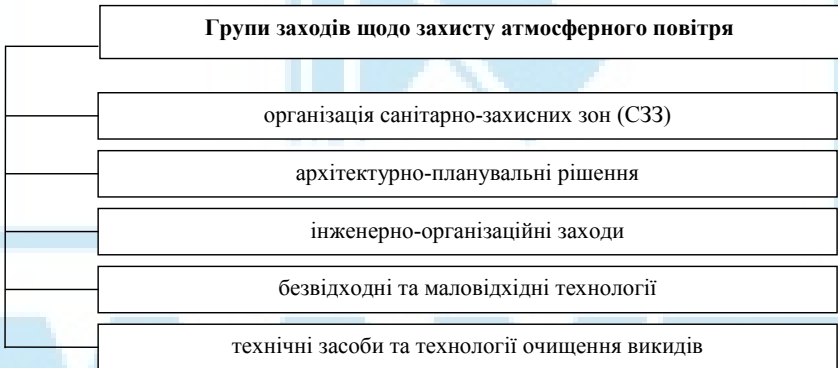 Групи заходів щодо захисту атмосферного повітря
організація санітарно-захисних зон (СЗЗ)
архітектурно-планувальні рішення
інженерно-організаційні заходи
безвідходні та маловідхідні технології
технічні засоби та технології очищення викидів